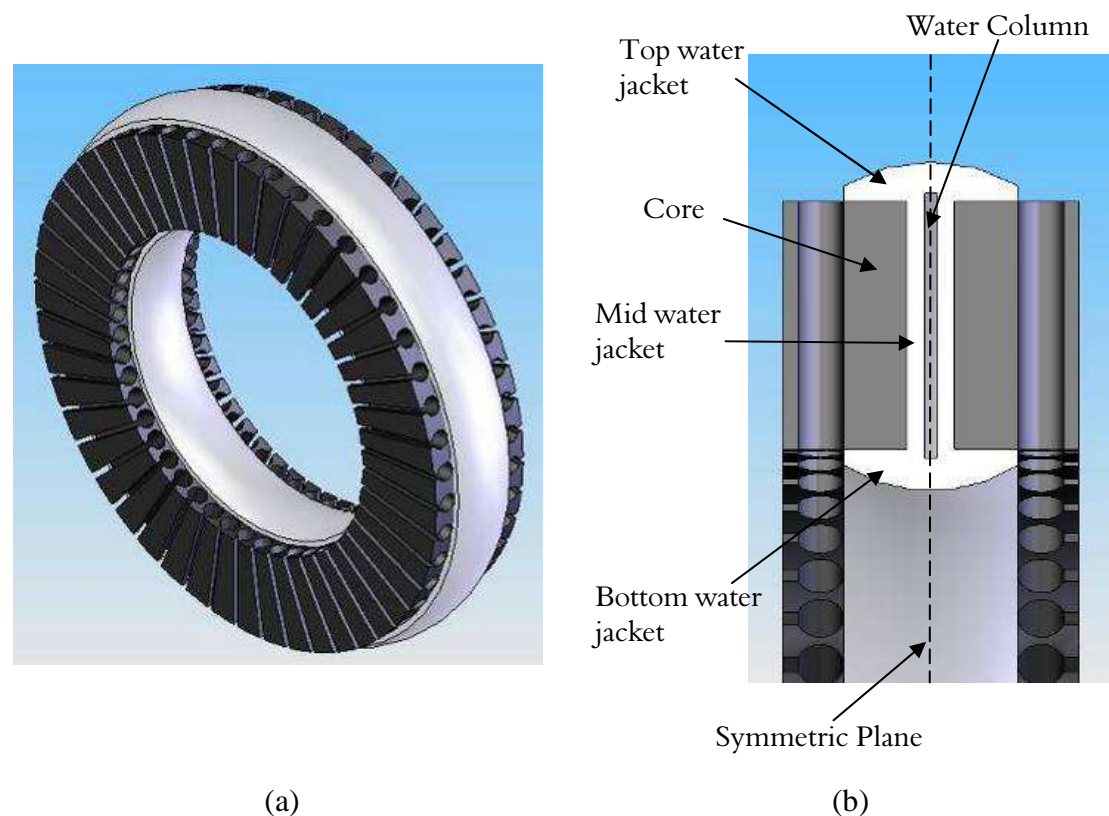 Water Column
Top water
jacket
Core
Mid water
jacket
Bottom water
jacket
Symmetric Plane
(a)
(b)